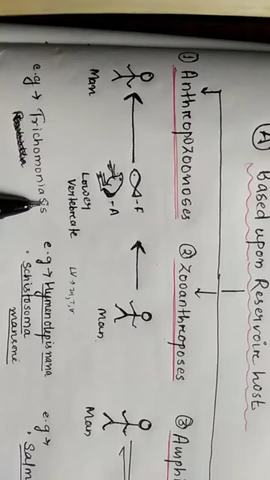 (A) Based upon Reservoir host
① Anthropozoonoses
Man
F
A
Lower
vertebrate
e.g → Trichomoniasis
② Zooanthroposes
Man
e.g → Hymenolepis nana
• Schistosoma
mansoni
③ Amphi
Man
e.g →
• Salm